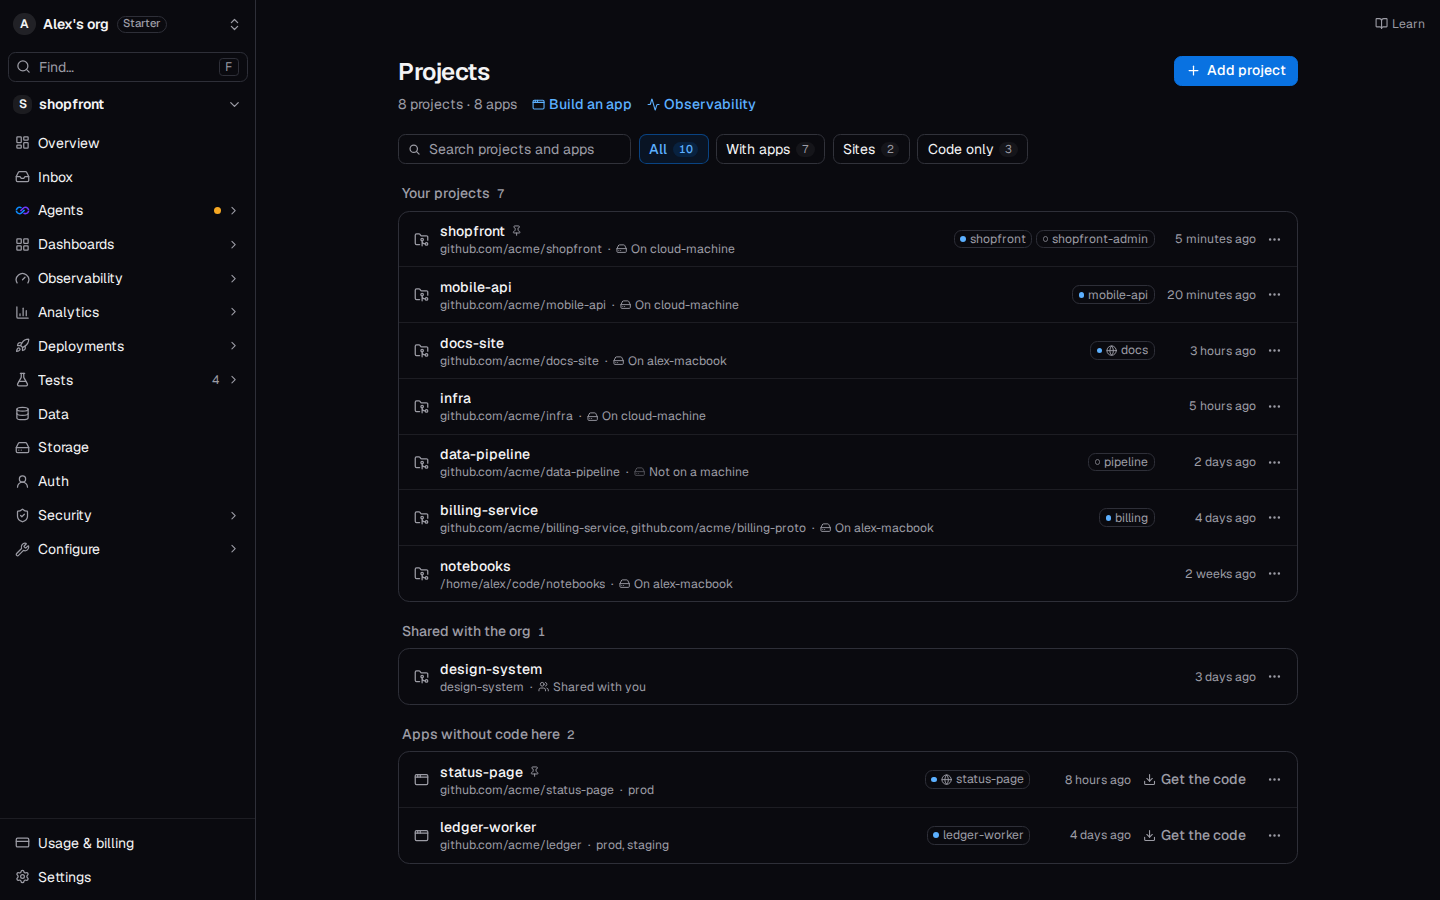 A Alex's org Starter
Find... F
S shopfront
Overview
Inbox
Agents
Dashboards
Observability
Analytics
Deployments
Tests 4
Data
Storage
Auth
Security
Configure
Usage & billing
Settings
Learn
Projects
Add project
8 projects · 8 apps Build an app Observability
Search projects and apps All 10 With apps 7 Sites 2 Code only 3
Your projects 7
shopfront
github.com/acme/shopfront · On cloud-machine
shopfront shopfront-admin 5 minutes ago
mobile-api
github.com/acme/mobile-api · On cloud-machine
mobile-api 20 minutes ago
docs-site
github.com/acme/docs-site · On alex-macbook
docs 3 hours ago
infra
github.com/acme/infra · On cloud-machine
5 hours ago
data-pipeline
github.com/acme/data-pipeline · Not on a machine
pipeline 2 days ago
billing-service
github.com/acme/billing-service, github.com/acme/billing-proto · On alex-macbook
billing 4 days ago
notebooks
/home/alex/code/notebooks · On alex-macbook
2 weeks ago
Shared with the org 1
design-system
design-system · Shared with you
3 days ago
Apps without code here 2
status-page
github.com/acme/status-page · prod
status-page 8 hours ago Get the code
ledger-worker
github.com/acme/ledger · prod, staging
ledger-worker 4 days ago Get the code